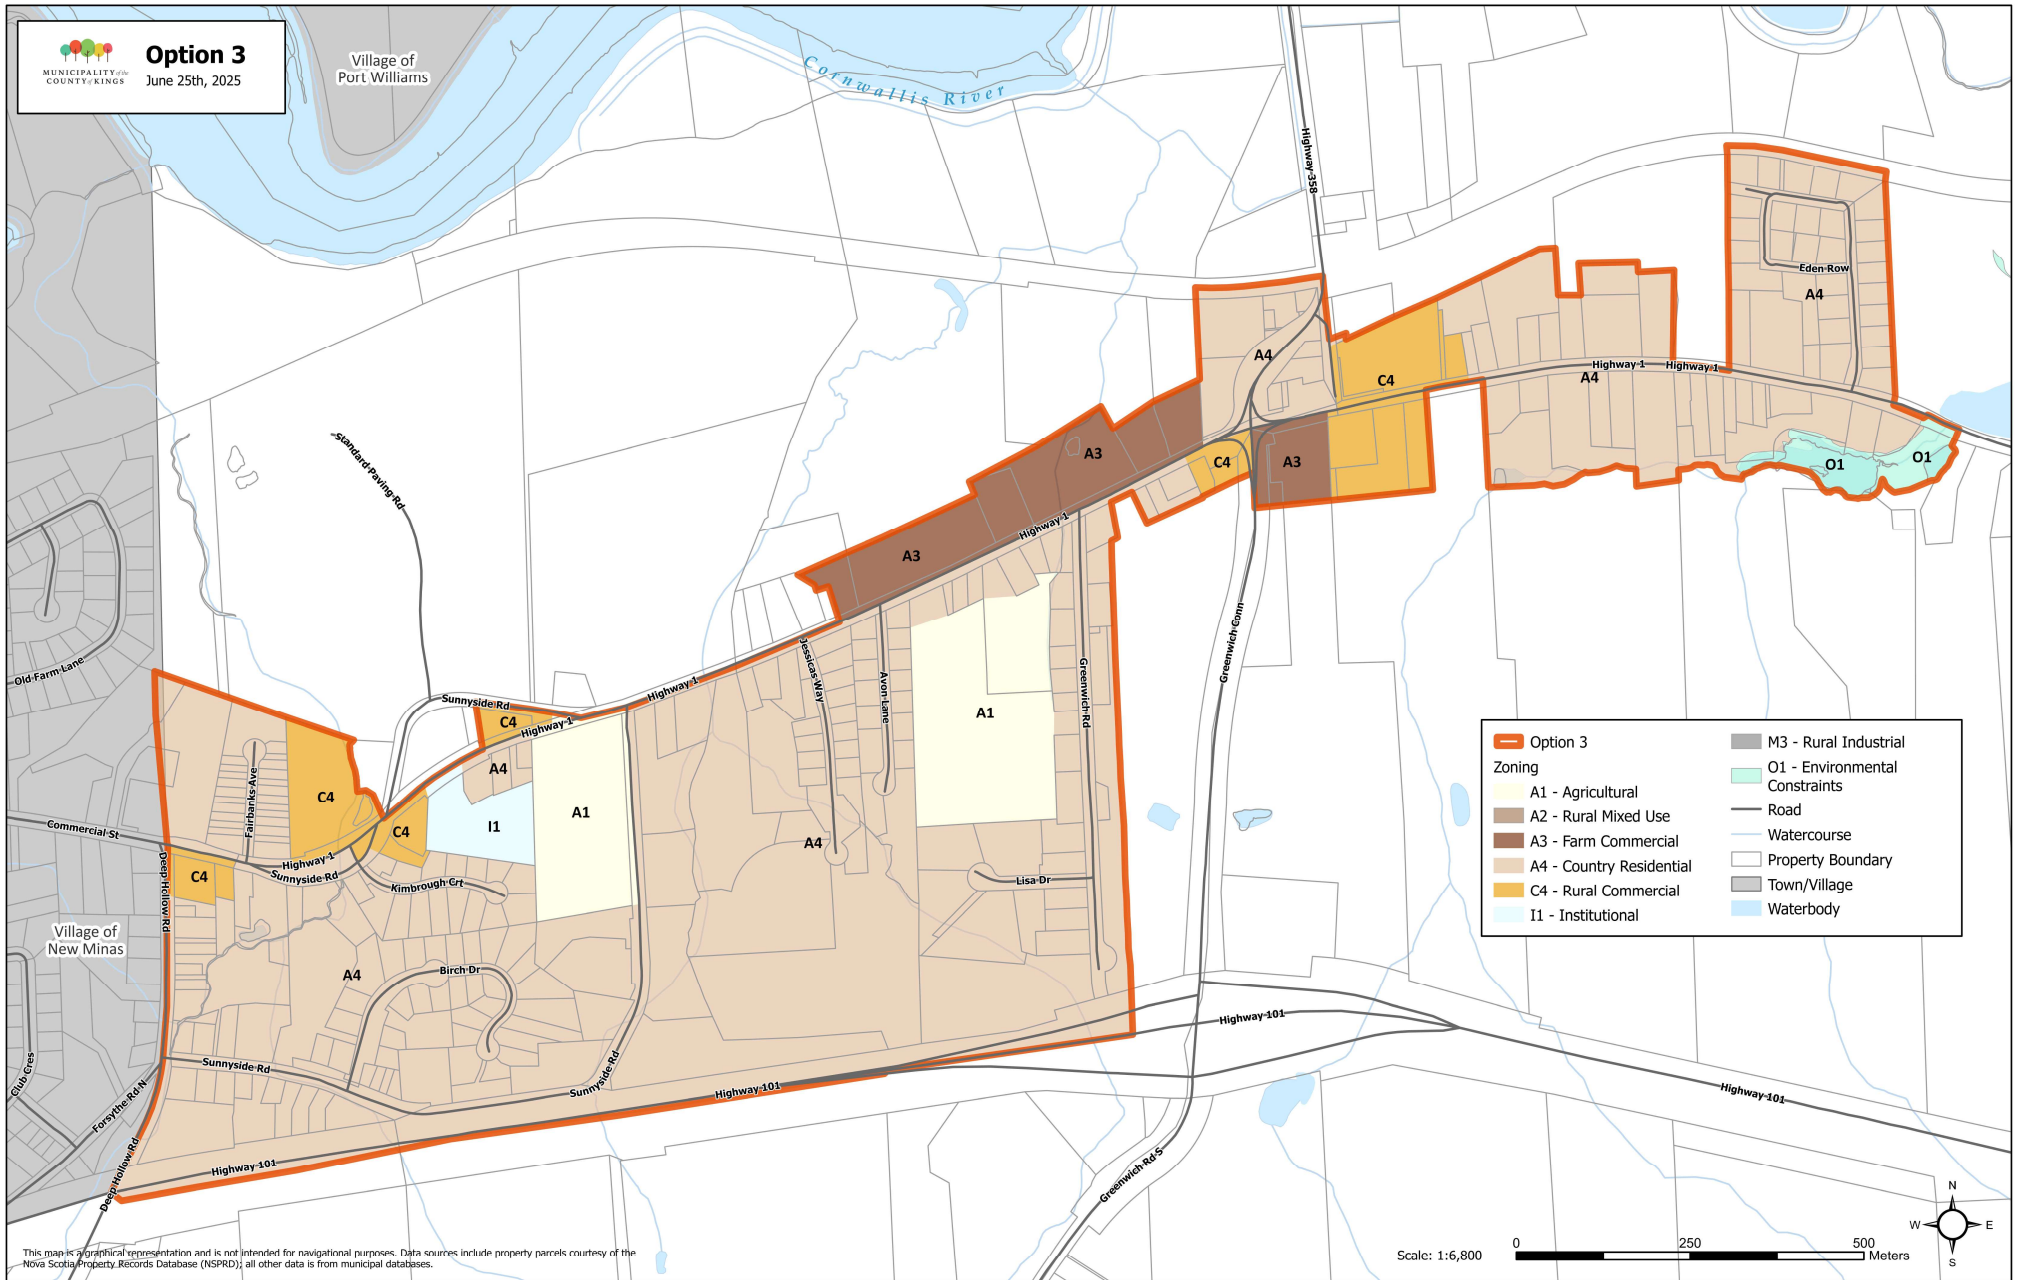 Option 3
June 25th, 2025
MUNICIPALITY of the
COUNTY of KINGS
Village of
Port Williams
Cornwallis River
Highway 358
Eden Row
A4
A4
C4
Highway 1
Highway 1
A4
A3
C4
A3
O1
O1
Standard Paving Rd
A3
Highway 1
Greenwich Conn
Old Farm Lane
Jessicas Way
Avon Lane
Greenwich Rd
Sunnyside Rd
Highway 1
C4
Highway 1
A1
A4
Fairbanks Ave
C4
I1
A1
C4
Commercial St
A4
Highway 1
Sunnyside Rd
Kimbrough Crt
Lisa Dr
C4
Deep Hollow Rd
Village of
New Minas
A4
Birch Dr
Highway 101
Sunnyside Rd
Sunnyside Rd
Highway 101
Highway 101
Club Cres
Forsythe Rd N
Highway 101
Deep Hollow Rd
Greenwich Rd S
Option 3
Zoning
A1 - Agricultural
A2 - Rural Mixed Use
A3 - Farm Commercial
A4 - Country Residential
C4 - Rural Commercial
I1 - Institutional
M3 - Rural Industrial
O1 - Environmental
Constraints
Road
Watercourse
Property Boundary
Town/Village
Waterbody
N
W E
S
Scale: 1:6,800
0 250 500
Meters
This map is a graphical representation and is not intended for navigational purposes. Data sources include property parcels courtesy of the
Nova Scotia Property Records Database (NSPRD); all other data is from municipal databases.